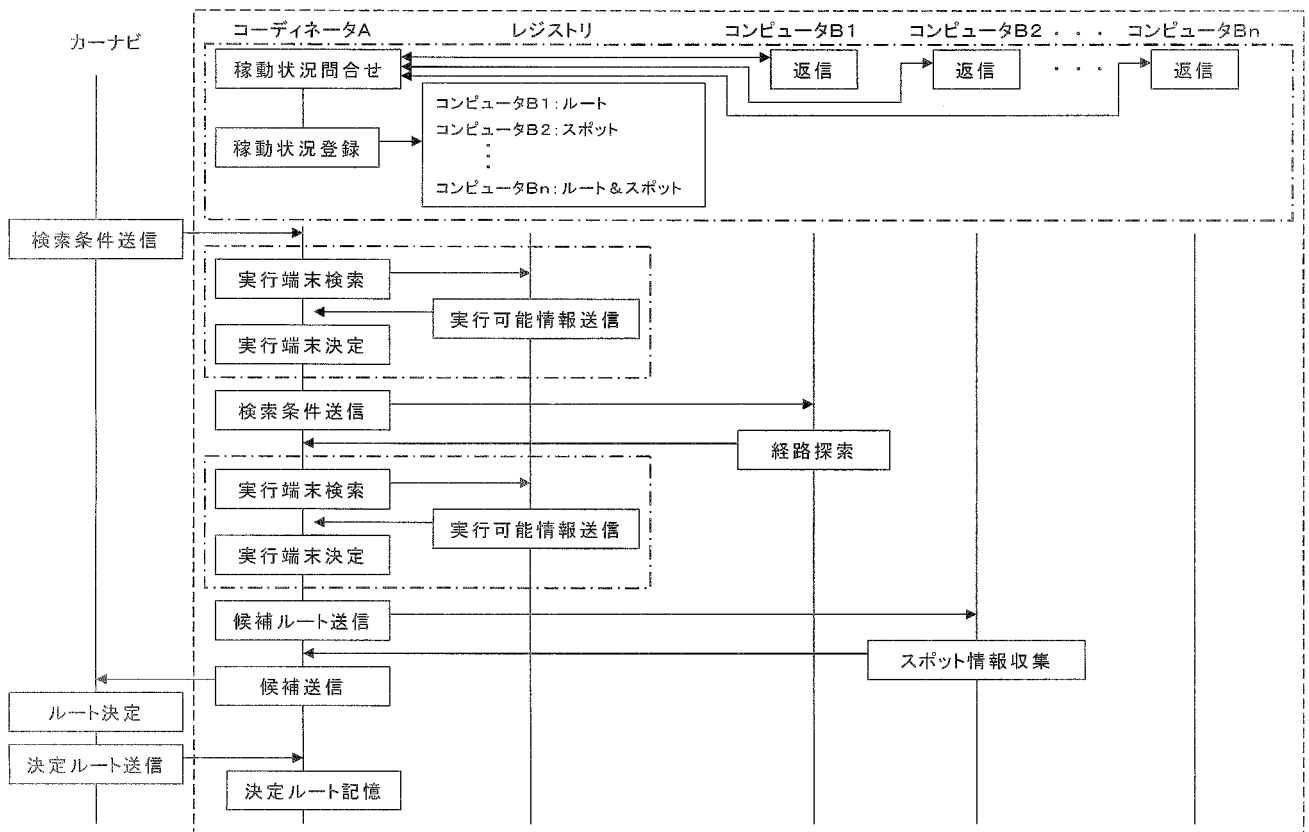 カーナビ
コーディネータA
レジストリ
コンピュータB1
コンピュータB2
・・・
コンピュータBn
稼動状況問合せ
返信
返信
・・・
返信
コンピュータB1:ルート
コンピュータB2:スポット
・
・
・
コンピュータBn:ルート&スポット
稼動状況登録
検索条件送信
実行端末検索
実行可能情報送信
実行端末決定
検索条件送信
経路探索
実行端末検索
実行可能情報送信
実行端末決定
候補ルート送信
スポット情報収集
候補送信
ルート決定
決定ルート送信
決定ルート記憶